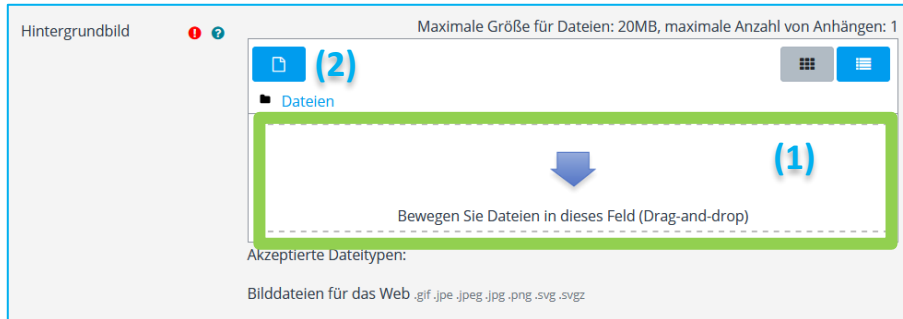 Hintergrundbild
Maximale Größe für Dateien: 20MB, maximale Anzahl von Anhängen: 1
(2)
Dateien
(1)
Bewegen Sie Dateien in dieses Feld (Drag-and-drop)
Akzeptierte Dateitypen:
Bilddateien für das Web .gif .jpe .jpeg .jpg .png .svg .svgz